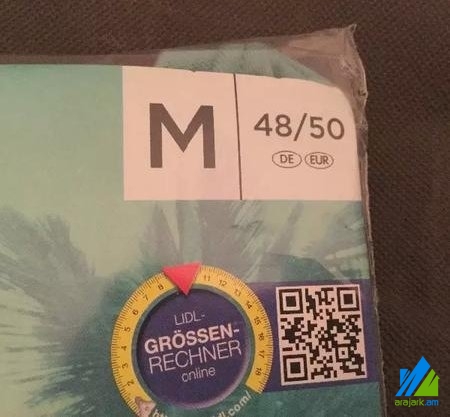 M
48/50
DE EUR
LIDL-
GRÖSSEN-
RECHNER
online
arajark.am